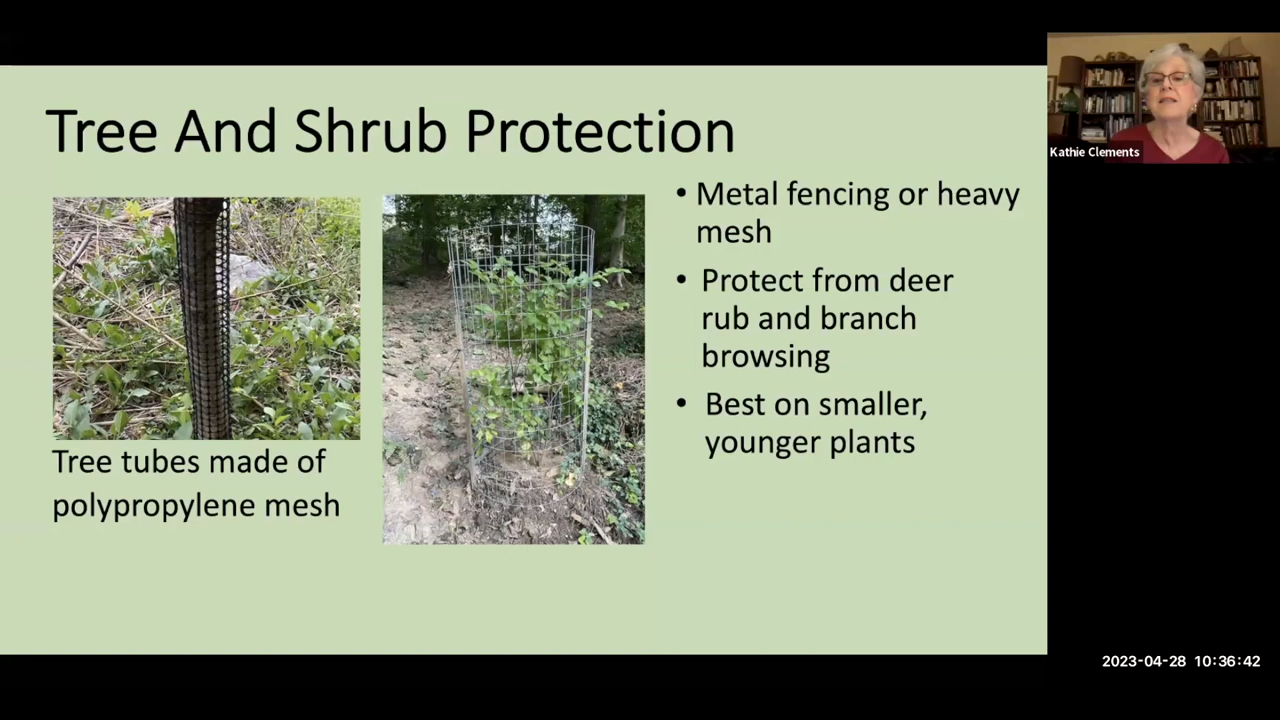 Tree And Shrub Protection
• Metal fencing or heavy
mesh
• Protect from deer
rub and branch
browsing
• Best on smaller,
younger plants
Tree tubes made of
polypropylene mesh
Kathie Clements
2023-04-28 10:36:42